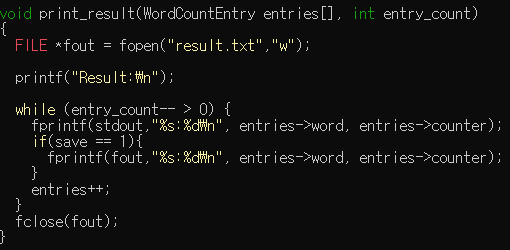 void print_result(WordCountEntry entries[], int entry_count)
{
  FILE *fout = fopen("result.txt","w");

  printf("Result:₩n");

  while (entry_count-- > 0) {
    fprintf(stdout,"%s:%d₩n", entries->word, entries->counter);
    if(save == 1){
      fprintf(fout,"%s:%d₩n", entries->word, entries->counter);
    }
    entries++;
  }
  fclose(fout);
}